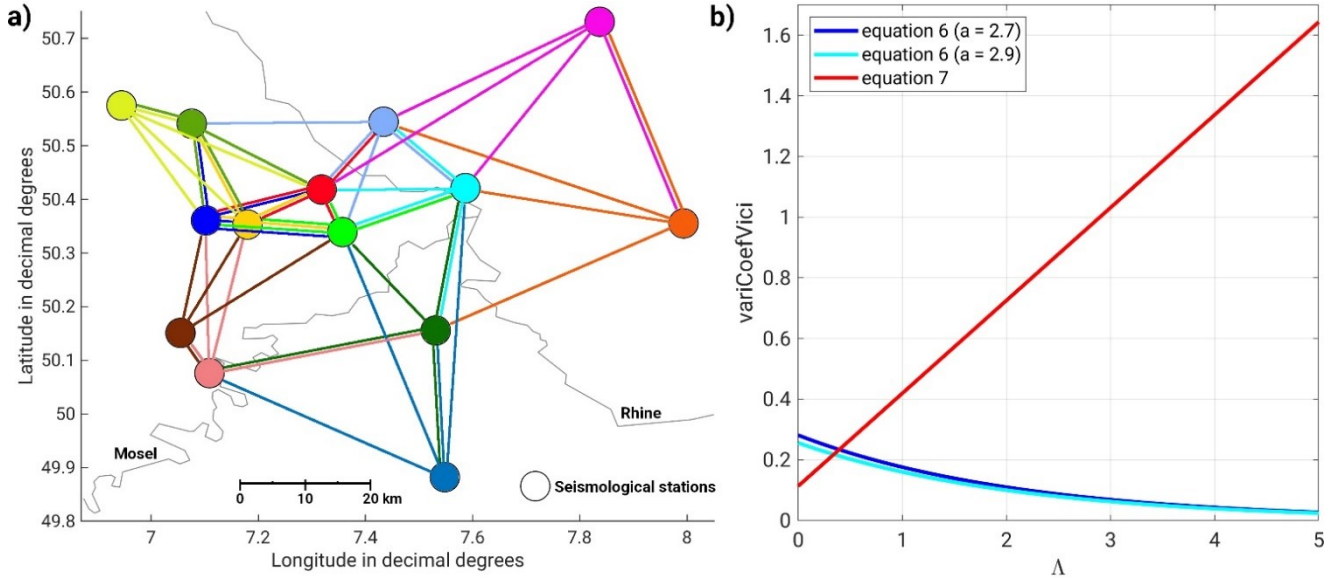 a)
50.7
50.6
50.5
50.4
50.3
50.2
50.1
50
49.9
49.8
Latitude in decimal degrees
Mosel
Rhine
0 10 20 km
Seismological stations
7 7.2 7.4 7.6 7.8 8
Longitude in decimal degrees
b)
equation 6 (a = 2.7)
equation 6 (a = 2.9)
equation 7
1.6
1.4
1.2
1
0.8
0.6
0.4
0.2
0
variCoefVici
0 1 2 3 4 5
Λ